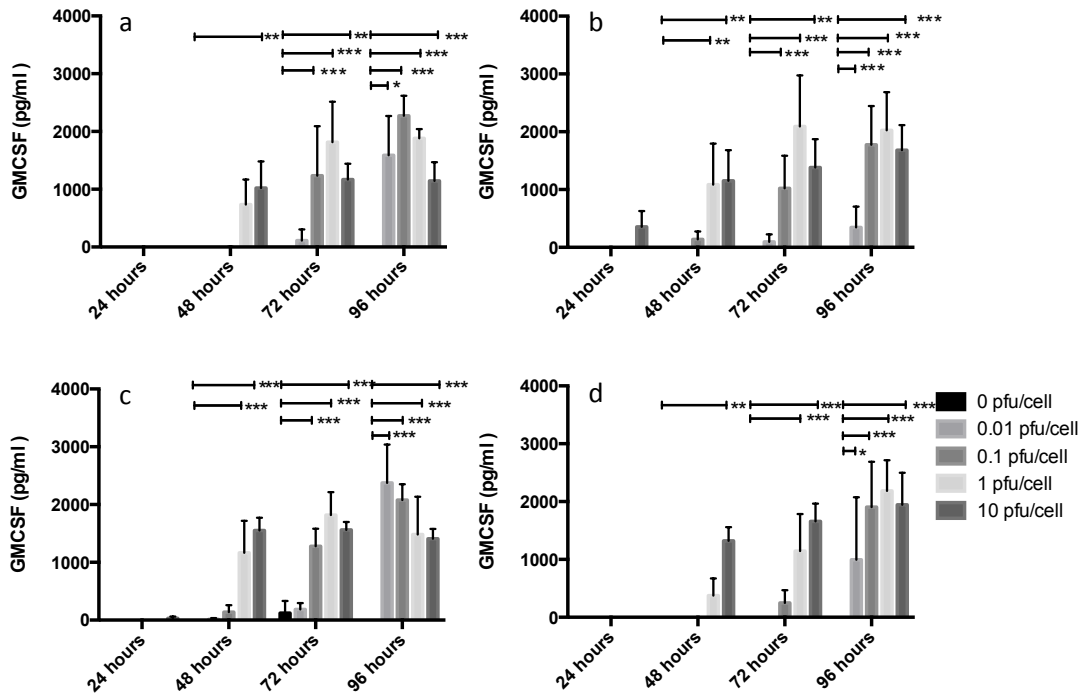 a
GMCSF (pg/ml )
4000
3000
2000
1000
0
** ** ***
*** ***
*** ***
*
24 hours
48 hours
72 hours
96 hours
b
GMCSF (pg/ml )
4000
3000
2000
1000
0
** ** ***
** *** ***
*** ***
***
24 hours
48 hours
72 hours
96 hours
c
GMCSF (pg/ml )
4000
3000
2000
1000
0
*** *** ***
*** *** ***
*** ***
***
24 hours
48 hours
72 hours
96 hours
d
GMCSF (pg/ml )
4000
3000
2000
1000
0
** *** ***
*** ***
***
*
24 hours
48 hours
72 hours
96 hours
0 pfu/cell
0.01 pfu/cell
0.1 pfu/cell
1 pfu/cell
10 pfu/cell